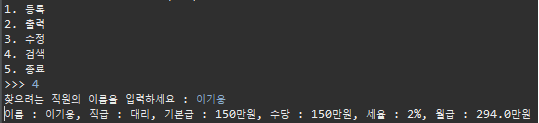 1. 등록
2. 출력
3. 수정
4. 검색
5. 종료
>>> 4
찾으려는 직원의 이름을 입력하세요 : 이기웅
이름 : 이기웅, 직급 : 대리, 기본급 : 150만원, 수당 : 150만원, 세율 : 2%, 월급 : 294.0만원